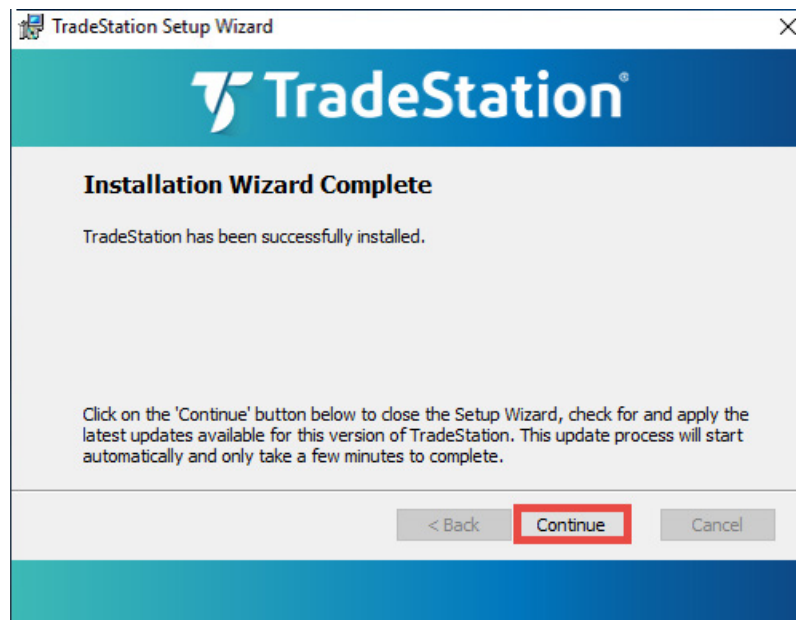 TradeStation Setup Wizard
TradeStation®
Installation Wizard Complete
TradeStation has been successfully installed.
Click on the 'Continue' button below to close the Setup Wizard, check for and apply the
latest updates available for this version of TradeStation. This update process will start
automatically and only take a few minutes to complete.
< Back Continue Cancel